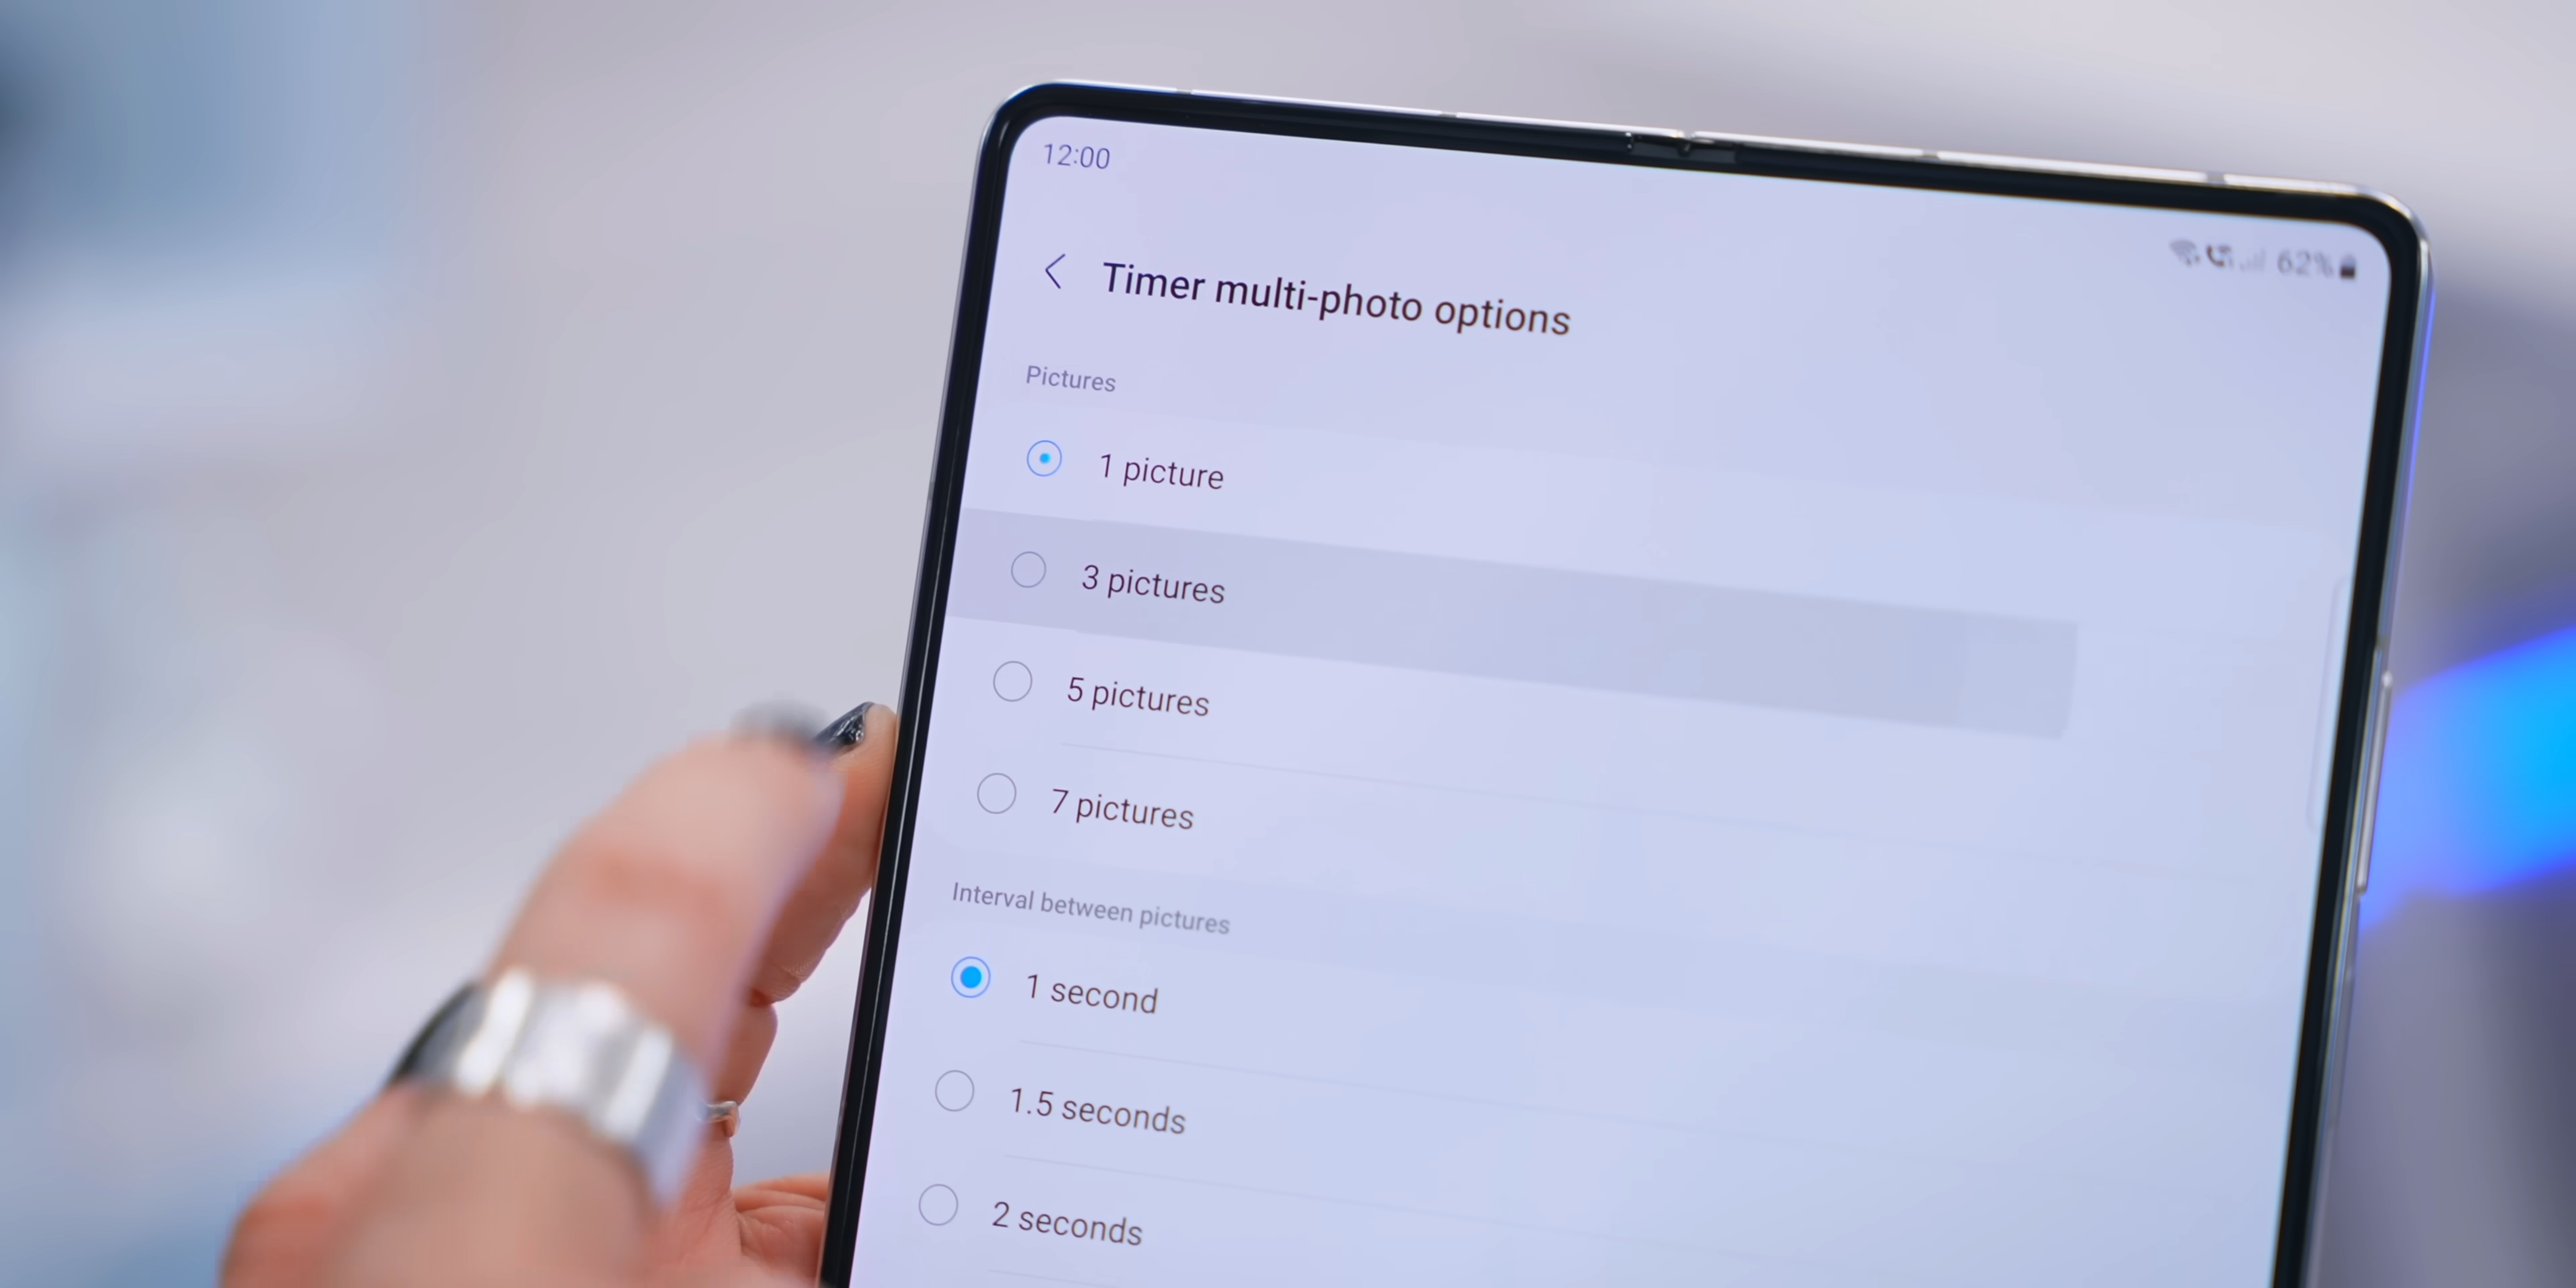 12:00
62%
Timer multi-photo options
Pictures
1 picture
3 pictures
5 pictures
7 pictures
Interval between pictures
1 second
1.5 seconds
2 seconds